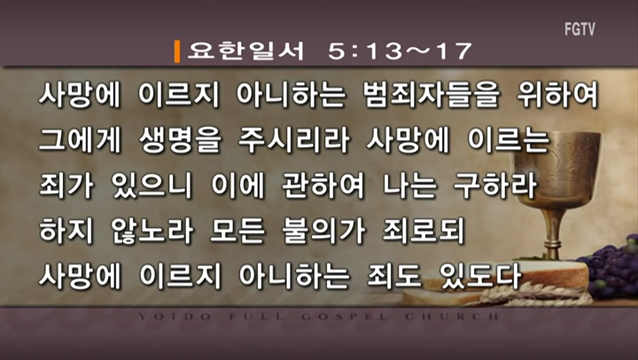 FGTV
요한일서 5:13~17
사망에 이르지 아니하는 범죄자들을 위하여
그에게 생명을 주시리라 사망에 이르는
죄가 있으니 이에 관하여 나는 구하라
하지 않노라 모든 불의가 죄로되
사망에 이르지 아니하는 죄도 있도다
YOIDO FULL GOSPEL CHURCH